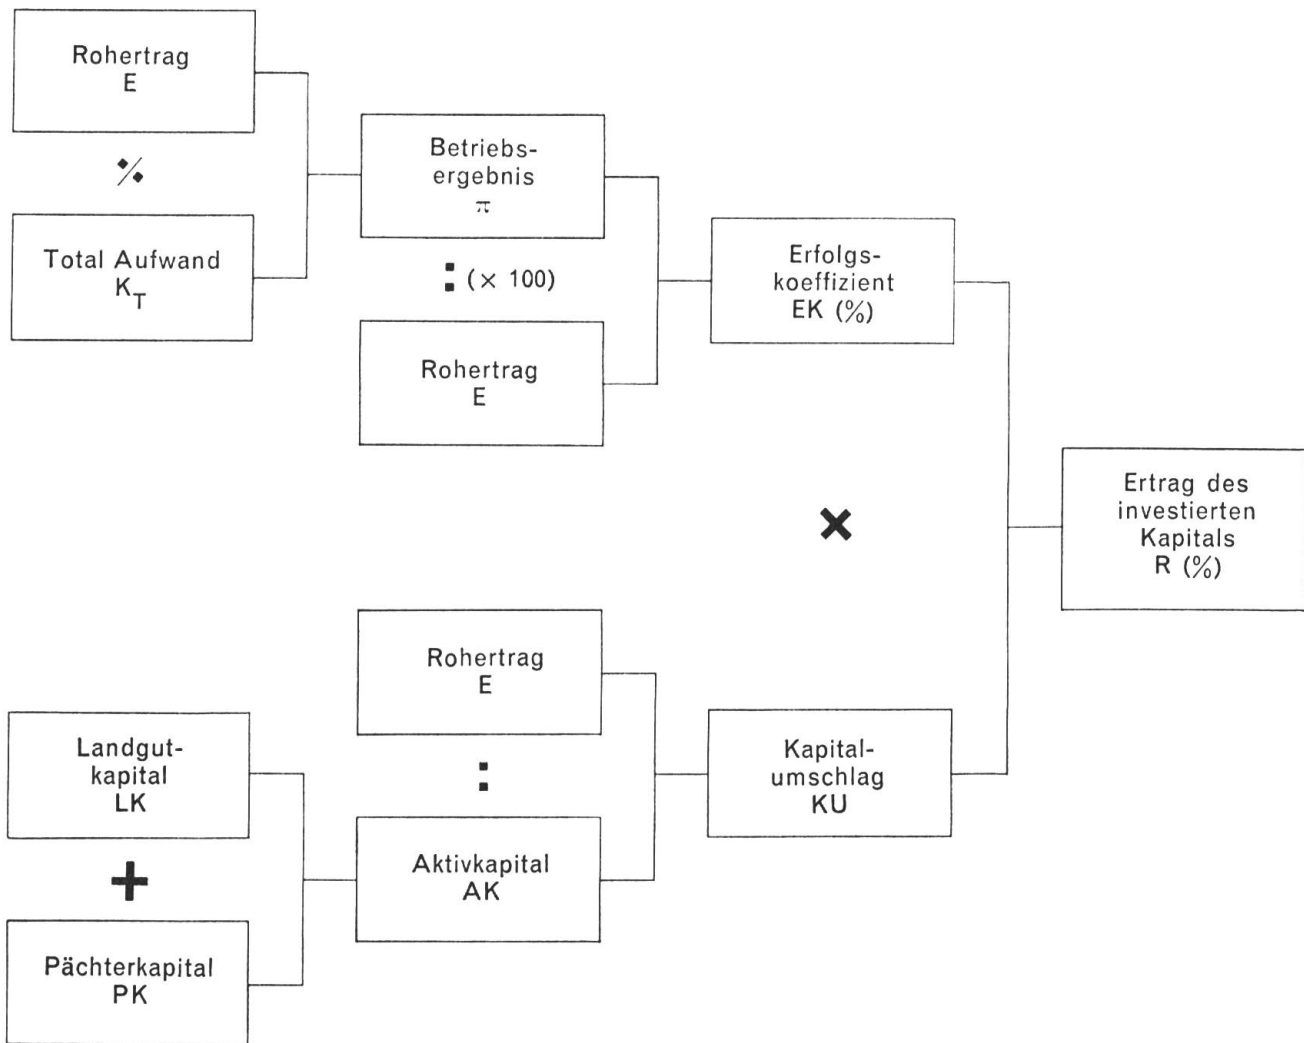 Rohertrag
E
⁒
Total Aufwand
K_T
Betriebs-
ergebnis
π
: (× 100)
Rohertrag
E
Erfolgs-
koeffizient
EK (%)
×
Ertrag des
investierten
Kapitals
R (%)
Rohertrag
E
:
Aktivkapital
AK
Landgut-
kapital
LK
+
Pächterkapital
PK
Kapital-
umschlag
KU